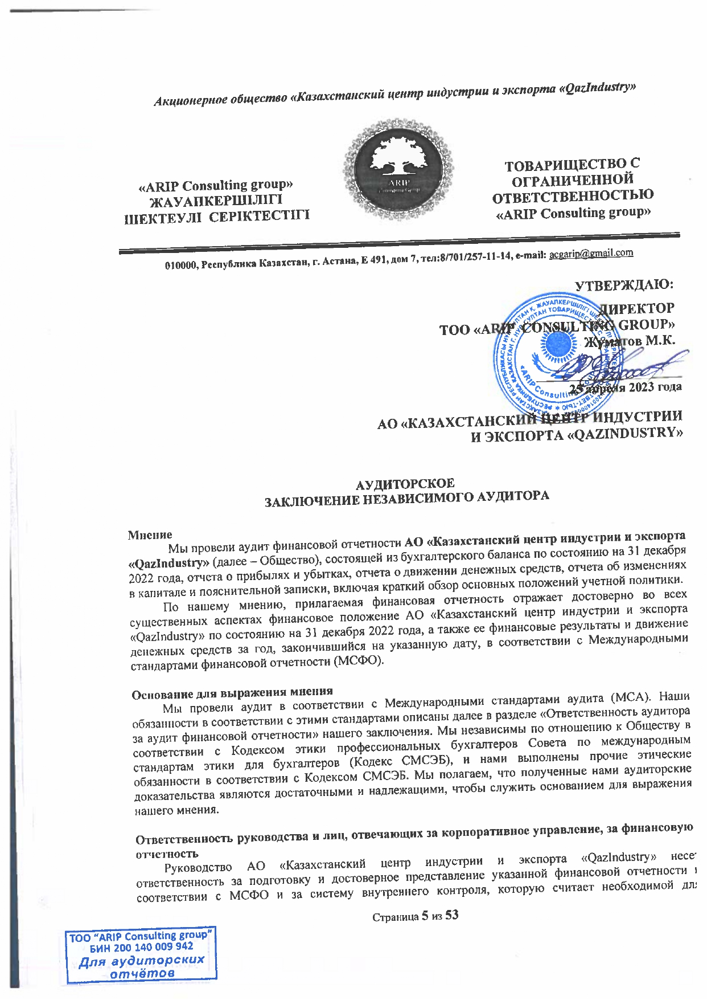 Акционерное общество «Казахстанский центр индустрии и экспорта «QazIndustry»
«ARIP Consulting group»
ЖАУАПКЕРШІЛІГІ
ШЕКТЕУЛІ СЕРІКТЕСТІГІ
ARIP
Consulting Group
ТОВАРИЩЕСТВО С
ОГРАНИЧЕННОЙ
ОТВЕТСТВЕННОСТЬЮ
«ARIP Consulting group»
010000, Республика Казахстан, г. Астана, Е 491, дом 7, тел:8/701/257-11-14, e-mail: acgarip@gmail.com
УТВЕРЖДАЮ:
ДИРЕКТОР
ТОО «ARIP CONSULTING GROUP»
Жуматов М.К.
25 апреля 2023 года
АО «КАЗАХСТАНСКИЙ ЦЕНТР ИНДУСТРИИ
И ЭКСПОРТА «QAZINDUSTRY»
АУДИТОРСКОЕ
ЗАКЛЮЧЕНИЕ НЕЗАВИСИМОГО АУДИТОРА
Мнение
Мы провели аудит финансовой отчетности АО «Казахстанский центр индустрии и экспорта
«QazIndustry» (далее – Общество), состоящей из бухгалтерского баланса по состоянию на 31 декабря
2022 года, отчета о прибылях и убытках, отчета о движении денежных средств, отчета об изменениях
в капитале и пояснительной записки, включая краткий обзор основных положений учетной политики.
По нашему мнению, прилагаемая финансовая отчетность отражает достоверно во всех
существенных аспектах финансовое положение АО «Казахстанский центр индустрии и экспорта
«QazIndustry» по состоянию на 31 декабря 2022 года, а также ее финансовые результаты и движение
денежных средств за год, закончившийся на указанную дату, в соответствии с Международными
стандартами финансовой отчетности (МСФО).
Основание для выражения мнения
Мы провели аудит в соответствии с Международными стандартами аудита (МСА). Наши
обязанности в соответствии с этими стандартами описаны далее в разделе «Ответственность аудитора
за аудит финансовой отчетности» нашего заключения. Мы независимы по отношению к Обществу в
соответствии с Кодексом этики профессиональных бухгалтеров Совета по международным
стандартам этики для бухгалтеров (Кодекс СМСЭБ), и нами выполнены прочие этические
обязанности в соответствии с Кодексом СМСЭБ. Мы полагаем, что полученные нами аудиторские
доказательства являются достаточными и надлежащими, чтобы служить основанием для выражения
нашего мнения.
Ответственность руководства и лиц, отвечающих за корпоративное управление, за финансовую
отчетность
Руководство АО «Казахстанский центр индустрии и экспорта «QazIndustry» несе
ответственность за подготовку и достоверное представление указанной финансовой отчетности
соответствии с МСФО и за систему внутреннего контроля, которую считает необходимой для
Страница 5 из 53
ТОО "ARIP Consulting group"
БИН 200 140 009 942
Для аудиторских
отчётов